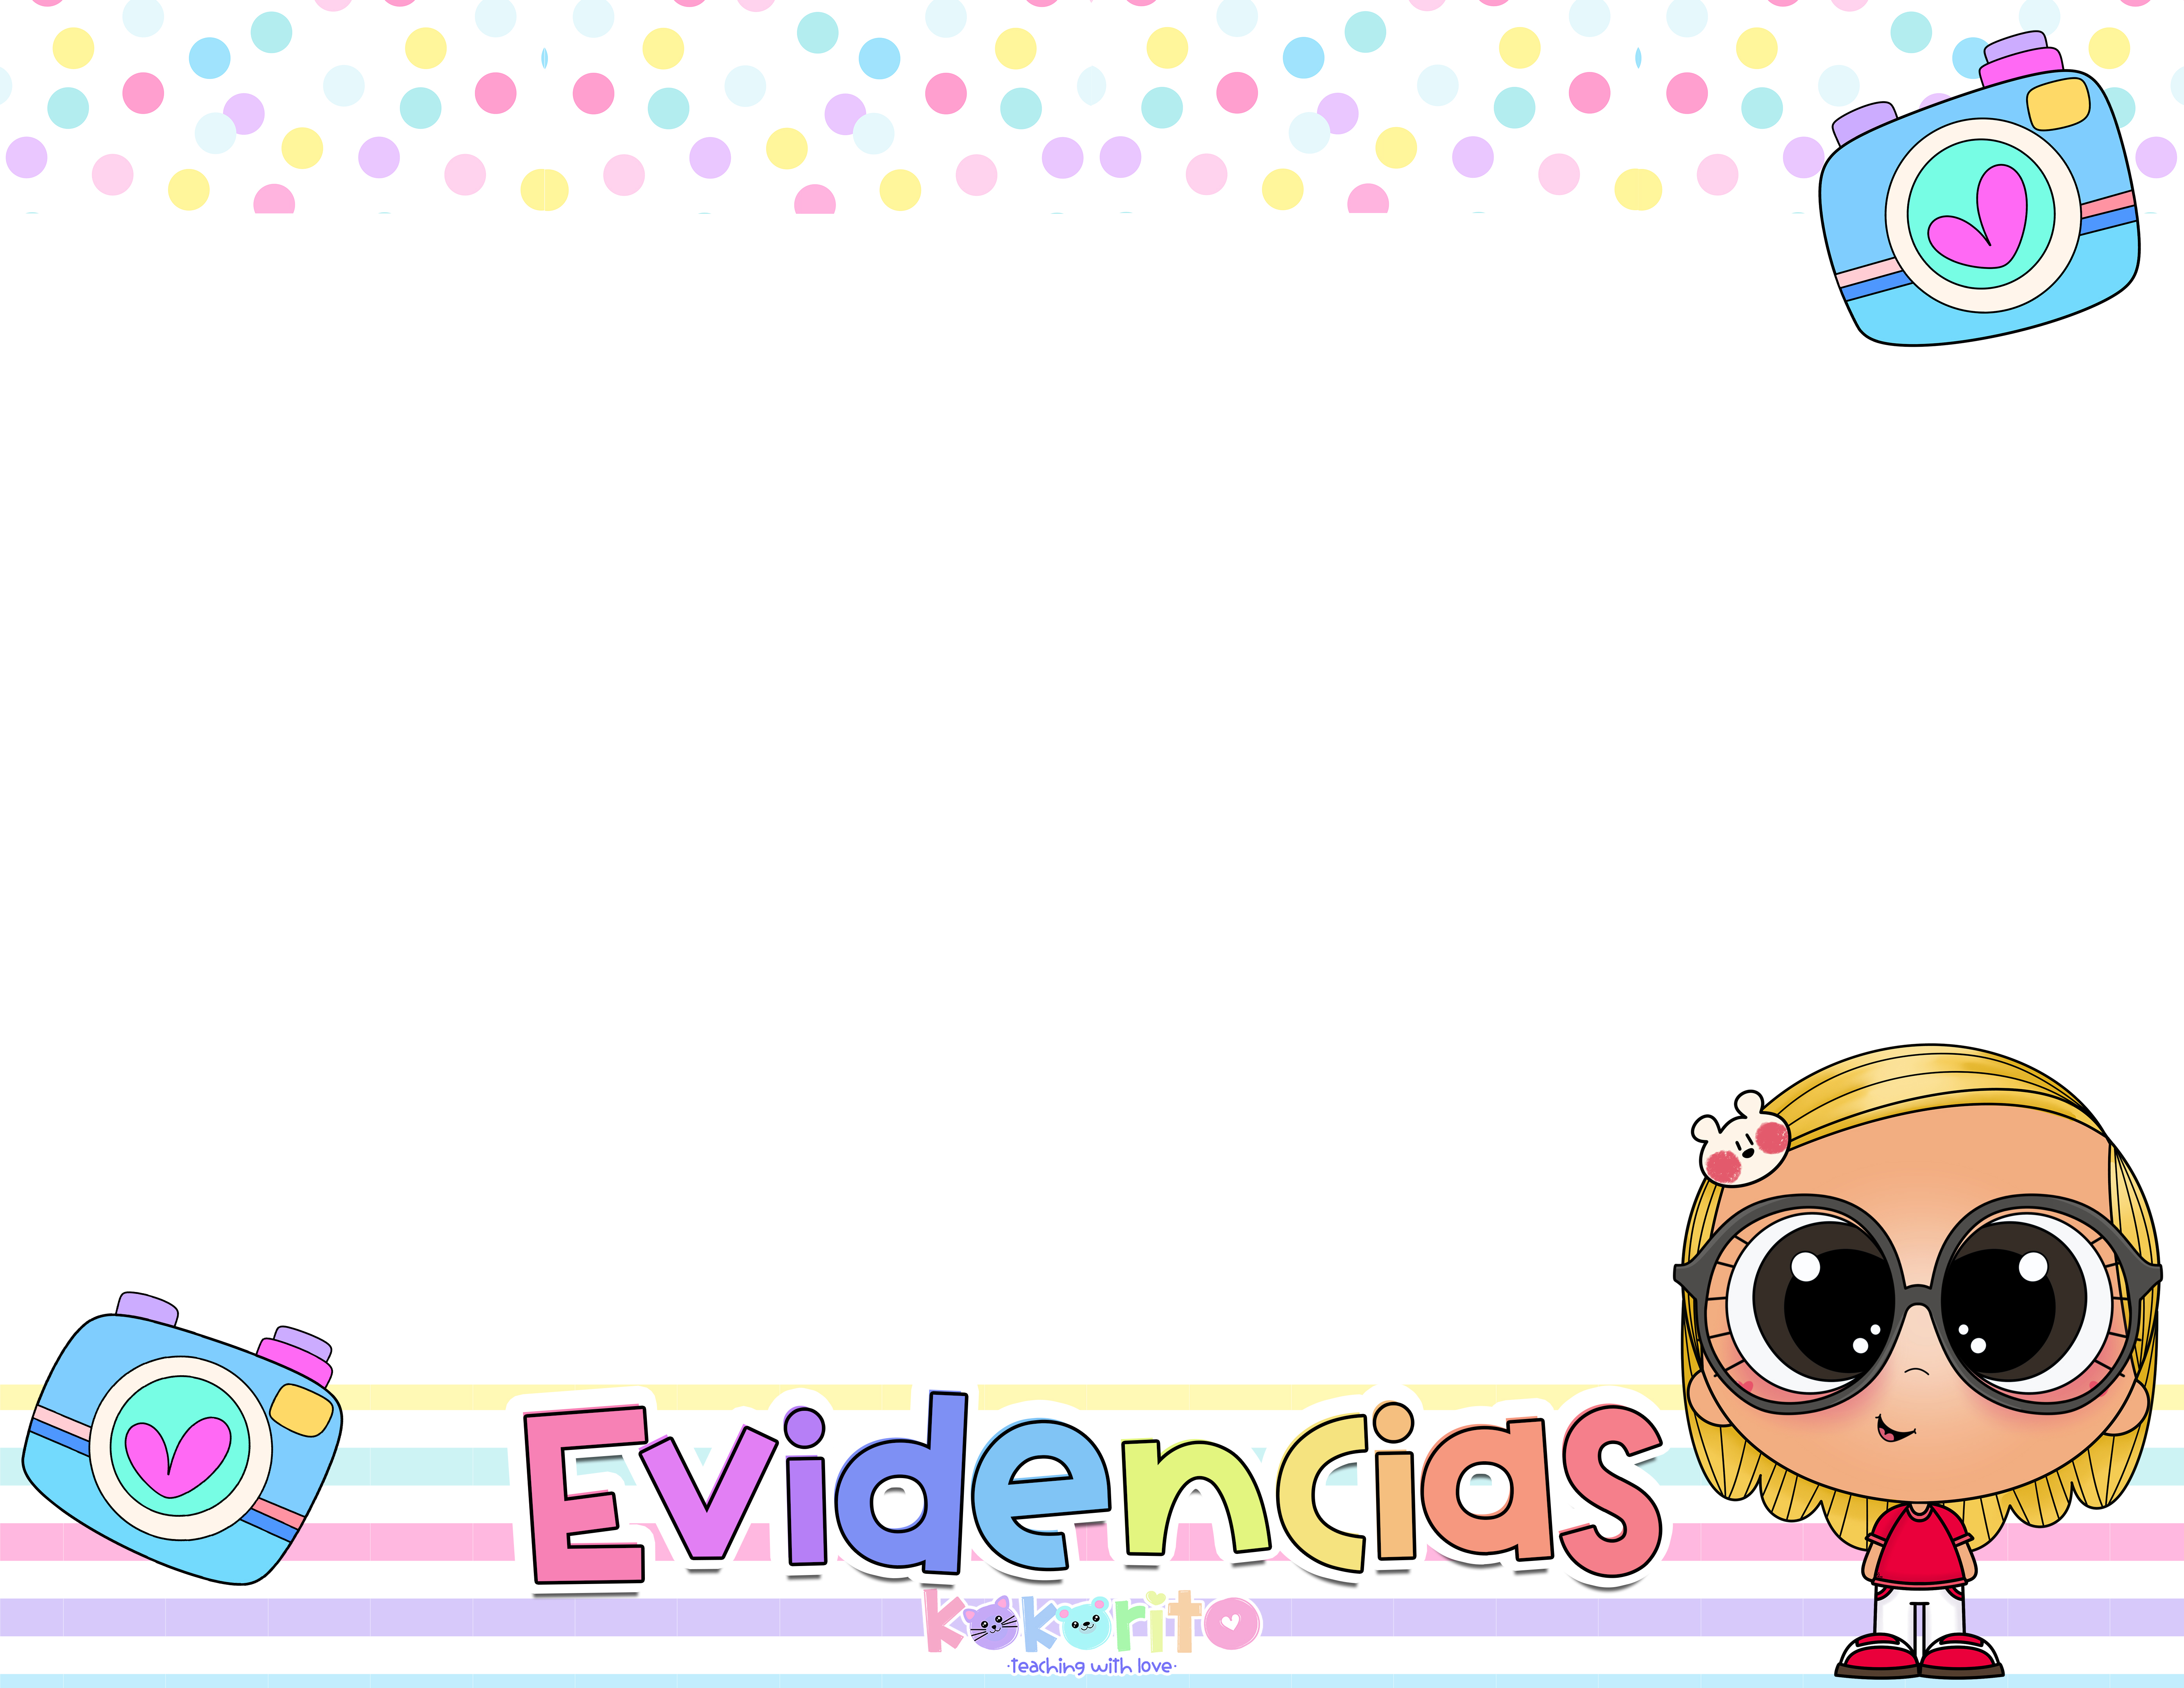 Evidencias
kokorito
·teaching with love·